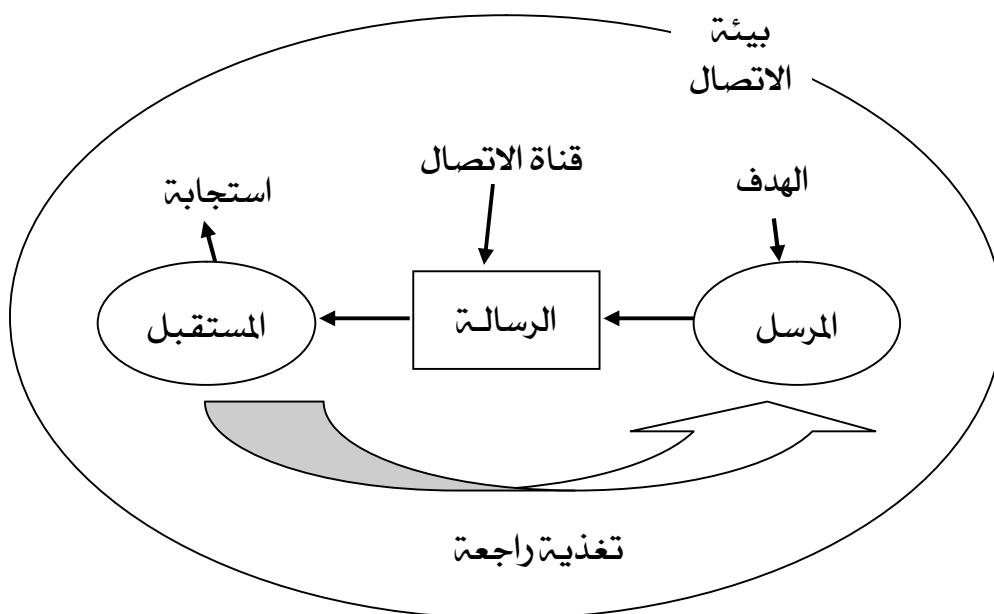 بيئة
الاتصال
الهدف
قناة الاتصال
استجابة
المرسل
الرسالة
المستقبل
تغذية راجعة